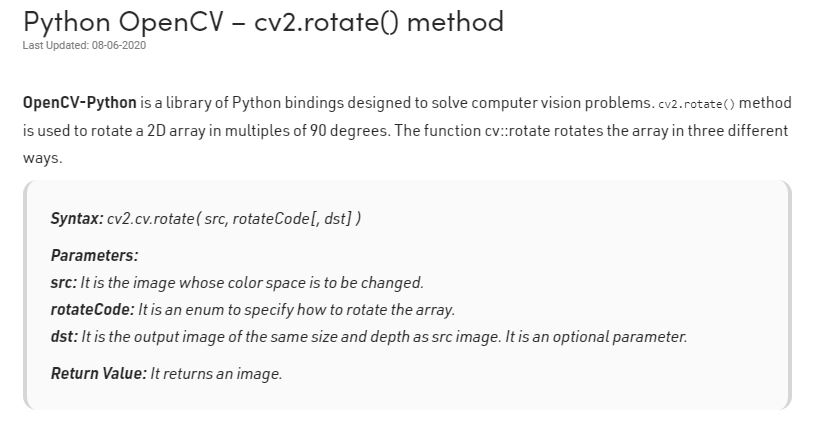 Python OpenCV – cv2.rotate() method
Last Updated: 08-06-2020
OpenCV-Python is a library of Python bindings designed to solve computer vision problems. cv2.rotate() method
is used to rotate a 2D array in multiples of 90 degrees. The function cv::rotate rotates the array in three different
ways.
Syntax: cv2.cv.rotate( src, rotateCode[, dst] )
Parameters:
src: It is the image whose color space is to be changed.
rotateCode: It is an enum to specify how to rotate the array.
dst: It is the output image of the same size and depth as src image. It is an optional parameter.
Return Value: It returns an image.